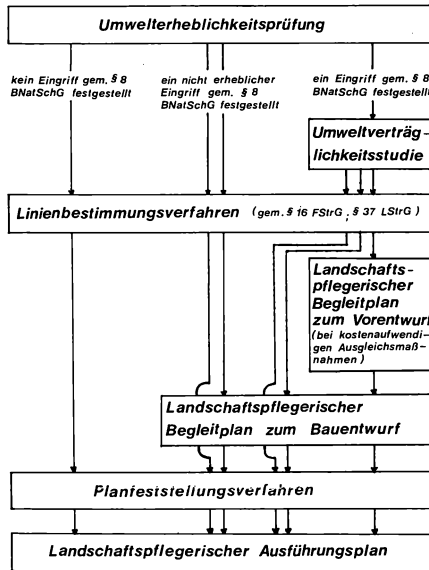 Umwelterheblichkeitsprüfung
kein Eingriff gem. § 8
BNatSchG festgestellt
ein nicht erheblicher
Eingriff gem. § 8
BNatSchG festgestellt
ein Eingriff gem. § 8
BNatSchG festgestellt
Umweltverträg-
lichkeitsstudie
Linienbestimmungsverfahren (gem. § 16 FStrG ; § 37 LStrG )
Landschafts-
pflegerischer
Begleitplan
zum Vorentwurf
(bei kostenaufwendi-
gen Ausgleichsmaß-
nahmen )
Landschaftspflegerischer
Begleitplan zum Bauentwurf
Planfeststellungsverfahren
Landschaftspflegerischer Ausführungsplan